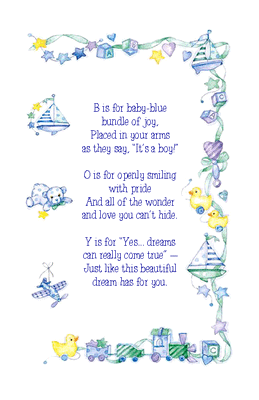 B is for baby-blue
bundle of joy,
Placed in your arms
as they say, "It's a boy!"
O is for openly smiling
with pride
And all of the wonder
and love you can't hide.
Y is for "Yes... dreams
can really come true" —
Just like this beautiful
dream has for you.